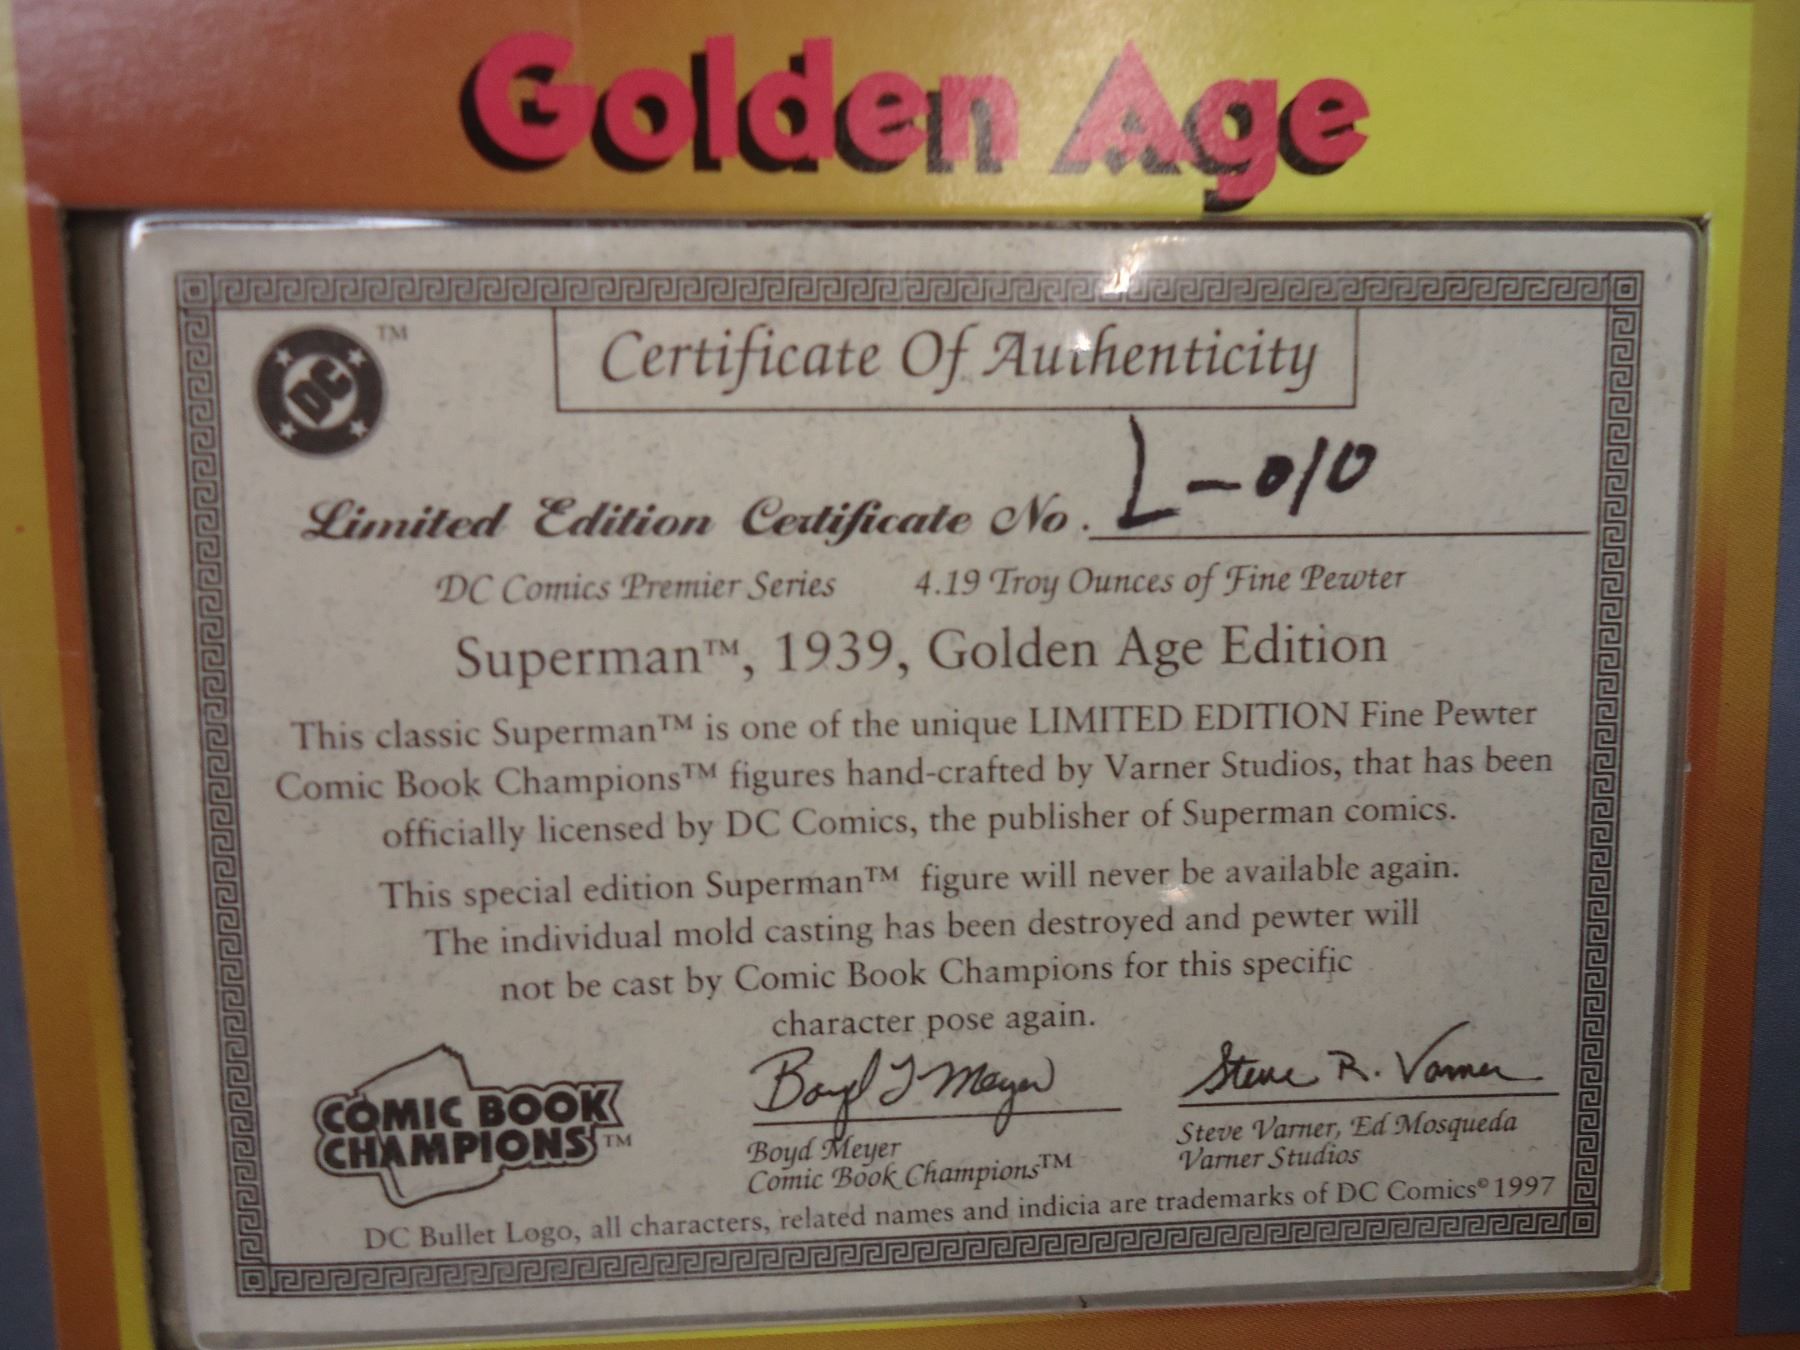 Golden Age
DC TM
Certificate Of Authenticity
Limited Edition Certificate No. L-010
DC Comics Premier Series 4.19 Troy Ounces of Fine Pewter
Superman™, 1939, Golden Age Edition
This classic Superman™ is one of the unique LIMITED EDITION Fine Pewter
Comic Book Champions™ figures hand-crafted by Varner Studios, that has been
officially licensed by DC Comics, the publisher of Superman comics.
This special edition Superman™ figure will never be available again.
The individual mold casting has been destroyed and pewter will
not be cast by Comic Book Champions for this specific
character pose again.
COMIC BOOK
CHAMPIONS™
Boyd J Meyer
Boyd Meyer
Comic Book Champions™
Steve R. Varner
Steve Varner, Ed Mosqueda
Varner Studios
DC Bullet Logo, all characters, related names and indicia are trademarks of DC Comics© 1997